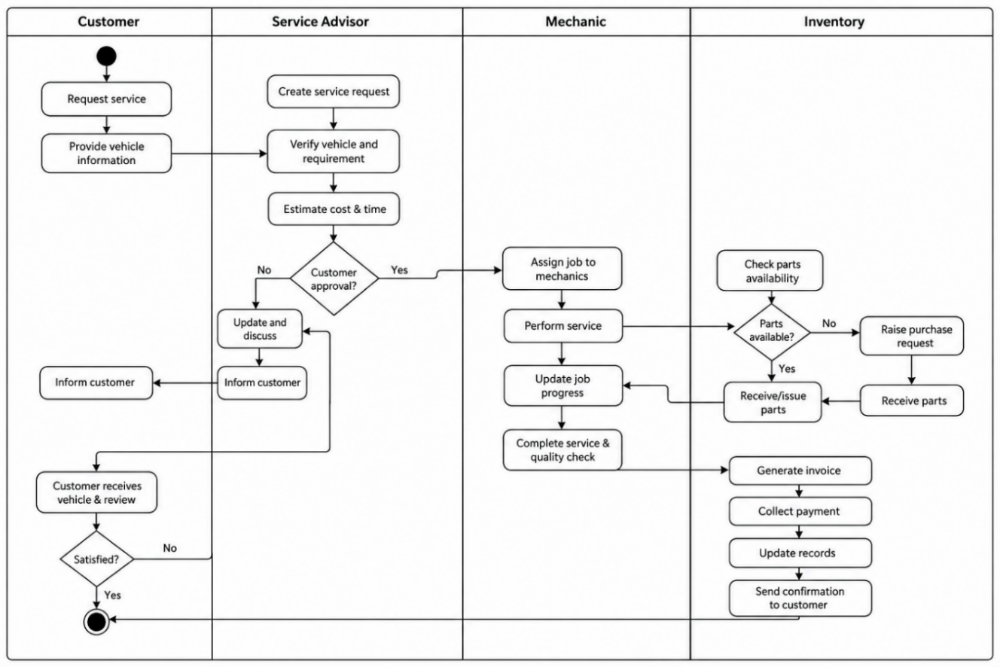 Customer
Service Advisor
Mechanic
Inventory
Request service
Provide vehicle
information
Create service request
Verify vehicle and
requirement
Estimate cost & time
Customer
approval?
No
Yes
Update and
discuss
Inform customer
Inform customer
Customer receives
vehicle & review
Satisfied?
No
Yes
Assign job to
mechanics
Perform service
Update job
progress
Complete service &
quality check
Check parts
availability
Parts
available?
No
Yes
Raise purchase
request
Receive parts
Receive/issue
parts
Generate invoice
Collect payment
Update records
Send confirmation
to customer